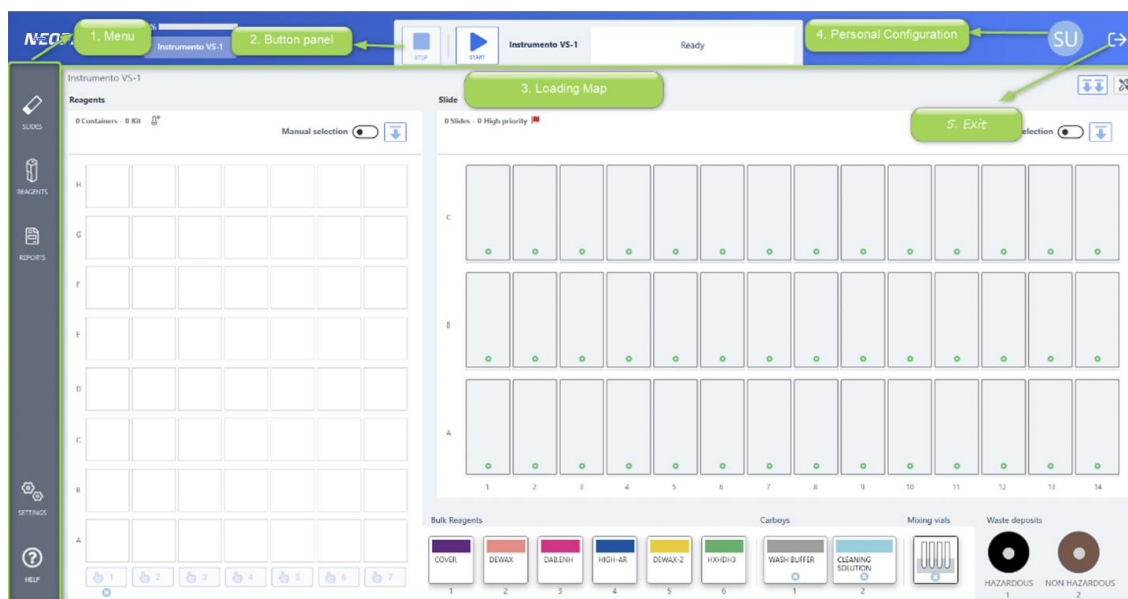 NEO
%
1. Menu
Instrumento VS-1
2. Button panel
STOP
START
Instrumento VS-1
Ready
4. Personal Configuration
SU
Instrumento VS-1
3. Loading Map
5. Exit
Reagents
Slide
0 Containers - 0 Kit
Manual selection
0 Slides - 0 High priority
election
SLIDES
REAGENTS
REPORTS
SETTINGS
HELP
H
G
F
E
D
C
B
A
1 2 3 4 5 6 7
C
B
A
1 2 3 4 5 6 7 8 9 10 11 12 13 14
Bulk Reagents
Carboys
Mixing vials
Waste deposits
COVER
DEWAX
DAB.ENH
HIGH-AR
DEWAX-2
WASH BUFFER
CLEANING
SOLUTION
HAZARDOUS
NON HAZARDOUS
1 2 3 4 5 6
1 2
1 2